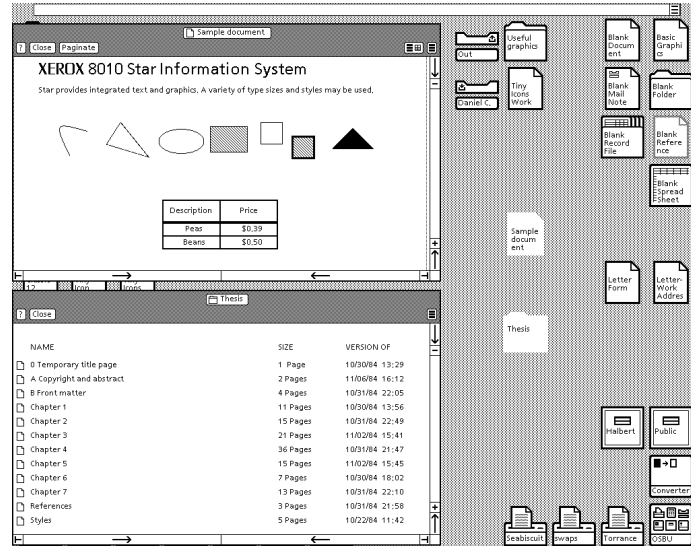 Sample document
? Close Paginate
XEROX 8010 Star Information System
Star provides integrated text and graphics. A variety of type sizes and styles may be used.
Description Price
Peas $0.39
Beans $0.50
Thesis
? Close
NAME SIZE VERSION OF
0 Temporary title page 1 Page 10/30/84 13:29
A Copyright and abstract 2 Pages 11/06/84 16:12
B Front matter 4 Pages 10/31/84 22:05
Chapter 1 11 Pages 10/30/84 13:56
Chapter 2 15 Pages 10/31/84 22:49
Chapter 3 21 Pages 11/02/84 15:41
Chapter 4 36 Pages 10/31/84 21:47
Chapter 5 15 Pages 11/02/84 15:45
Chapter 6 7 Pages 10/30/84 18:02
Chapter 7 13 Pages 10/31/84 22:10
References 3 Pages 10/31/84 21:58
Styles 5 Pages 10/22/84 11:42
Out
Useful
graphics
Daniel C.
Tiny
Icons
Work
Blank
Docum
ent
Basic
Graphi
cs
Blank
Mail
Note
Blank
Folder
Blank
Record
File
Blank
Refere
nce
Blank
Spread
Sheet
Sample
docum
ent
Letter
Form
Letter-
Work
Addres
Thesis
Halbert
Public
Converter
Seabiscuit
swaps
Torrance
OSBU